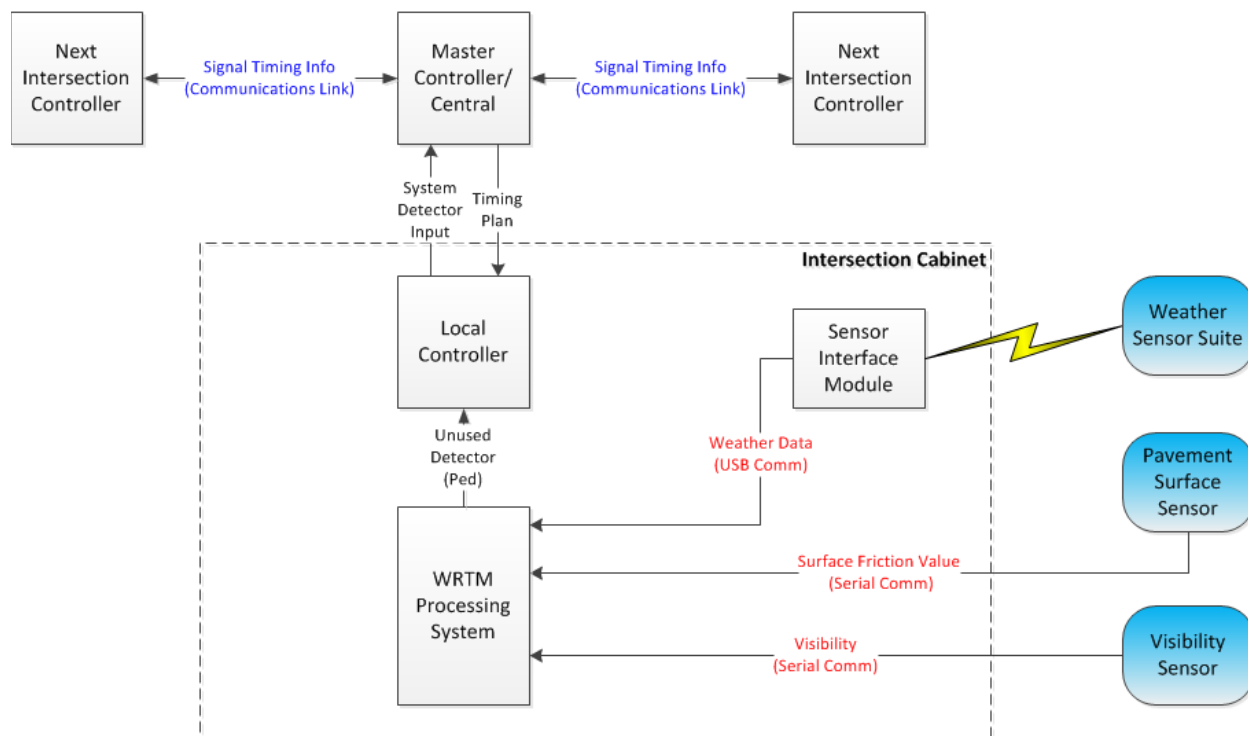 Next
Intersection
Controller
Signal Timing Info
(Communications Link)
Master
Controller/
Central
Signal Timing Info
(Communications Link)
Next
Intersection
Controller
System
Detector
Input
Timing
Plan
Intersection Cabinet
Local
Controller
Sensor
Interface
Module
Weather
Sensor Suite
Unused
Detector
(Ped)
Weather Data
(USB Comm)
Pavement
Surface
Sensor
WRTM
Processing
System
Surface Friction Value
(Serial Comm)
Visibility
(Serial Comm)
Visibility
Sensor